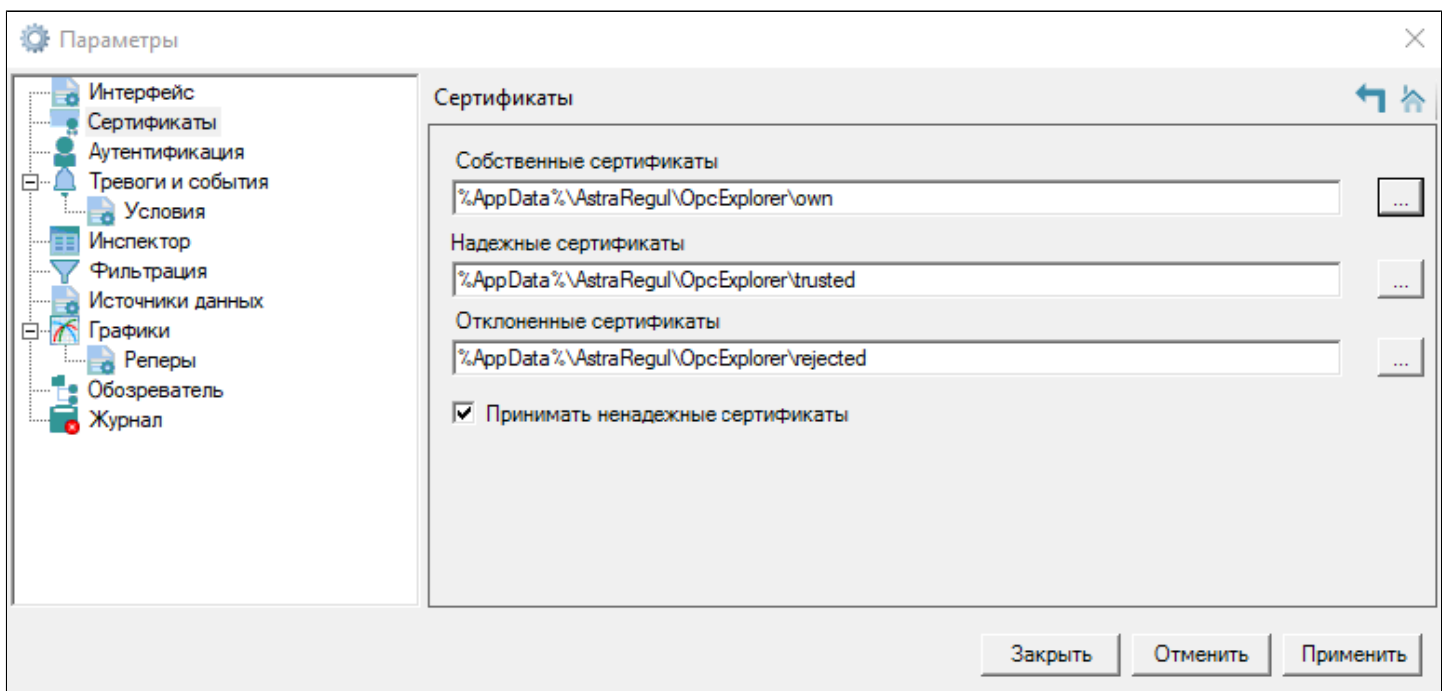 Параметры
Интерфейс
Сертификаты
Аутентификация
Тревоги и события
Условия
Инспектор
Фильтрация
Источники данных
Графики
Реперы
Обозреватель
Журнал
Сертификаты
Собственные сертификаты
%AppData%\AstraRegul\OpcExplorer\own
...
Надежные сертификаты
%AppData%\AstraRegul\OpcExplorer\trusted
...
Отклоненные сертификаты
%AppData%\AstraRegul\OpcExplorer\rejected
...
Принимать ненадежные сертификаты
Закрыть
Отменить
Применить